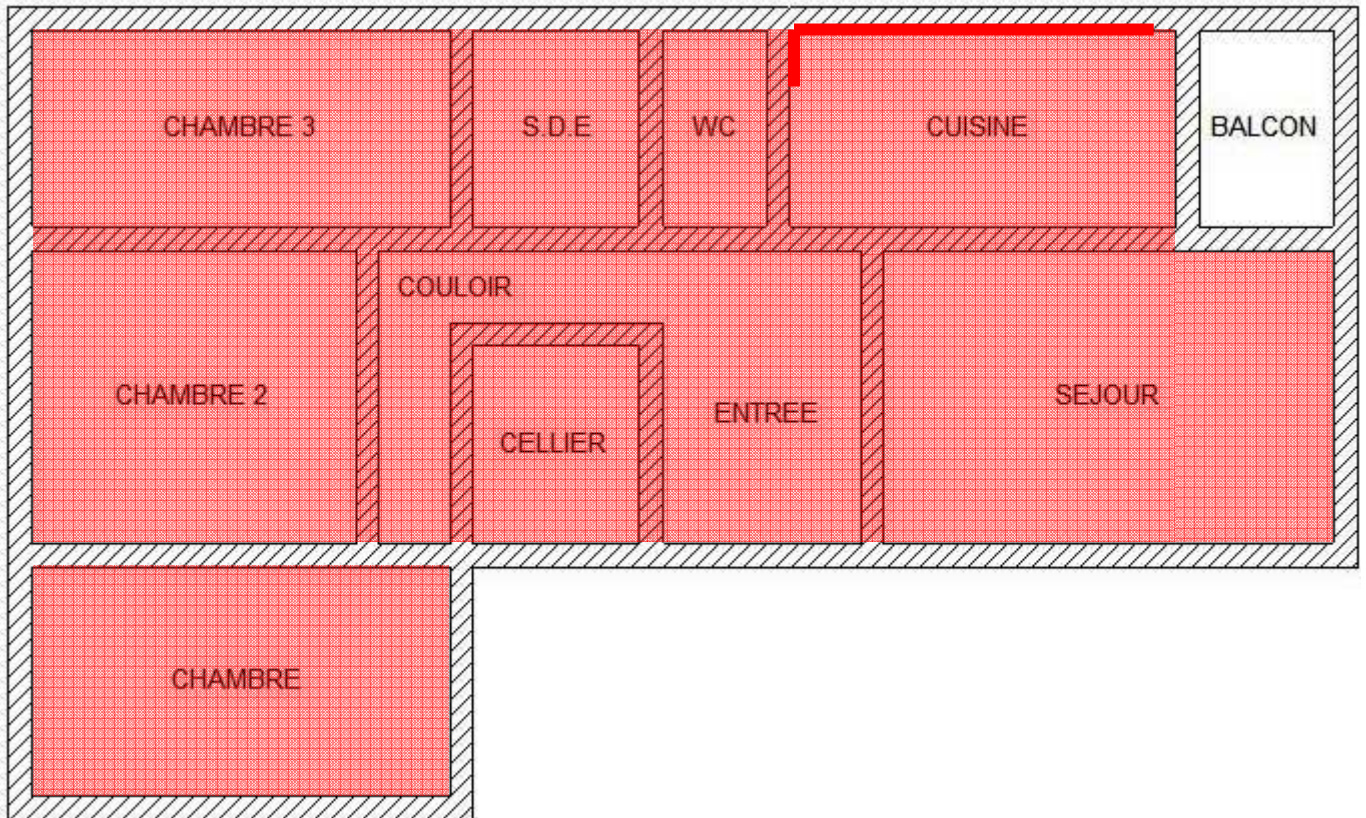 CHAMBRE 3
S.D.E
WC
CUISINE
BALCON
COULOIR
CHAMBRE 2
CELLIER
ENTREE
SEJOUR
CHAMBRE